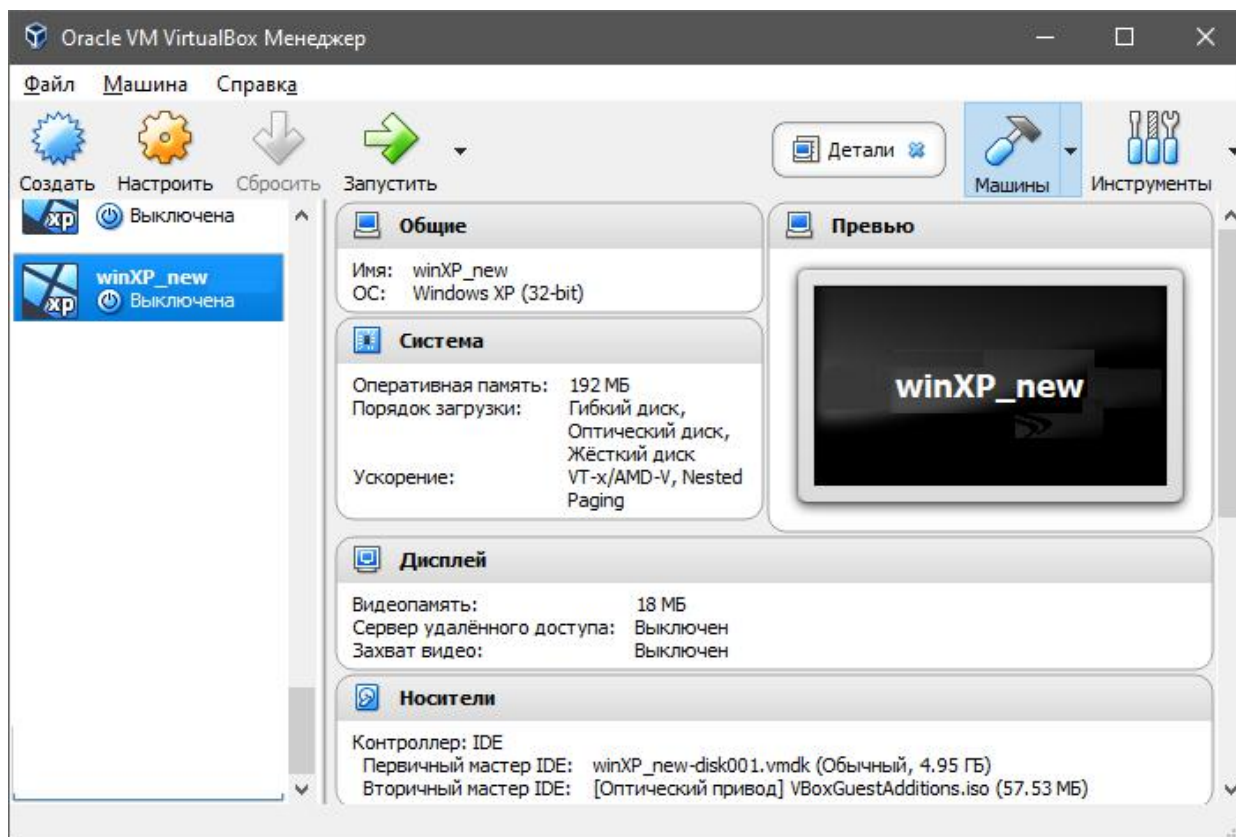 Oracle VM VirtualBox Менеджер
Файл Машина Справка
Создать Настроить Сбросить Запустить
Детали
Машины Инструменты
xp Выключена
winXP_new
xp Выключена
Общие
Имя: winXP_new
ОС: Windows XP (32-bit)
Система
Оперативная память: 192 МБ
Порядок загрузки: Гибкий диск,
Оптический диск,
Жёсткий диск
Ускорение: VT-x/AMD-V, Nested
Paging
Превью
winXP_new
Дисплей
Видеопамять: 18 МБ
Сервер удалённого доступа: Выключен
Захват видео: Выключен
Носители
Контроллер: IDE
Первичный мастер IDE: winXP_new-disk001.vmdk (Обычный, 4.95 ГБ)
Вторичный мастер IDE: [Оптический привод] VBoxGuestAdditions.iso (57.53 МБ)